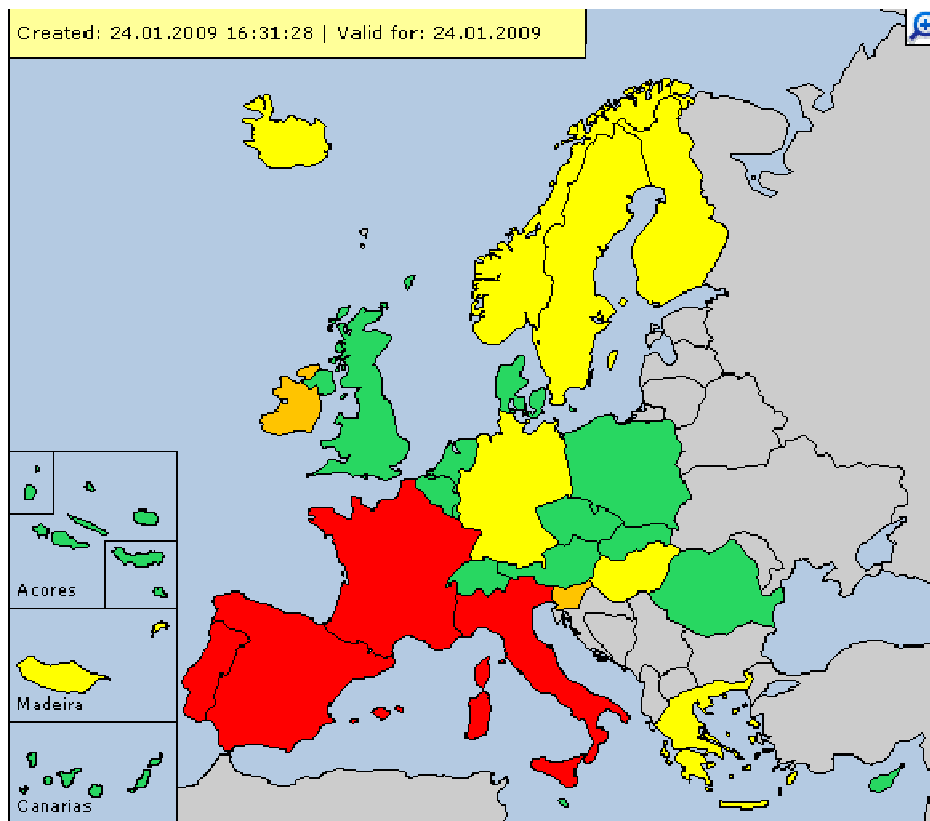 Created: 24.01.2009 16:31:28 | Valid for: 24.01.2009
Acores
Madeira
Canarias